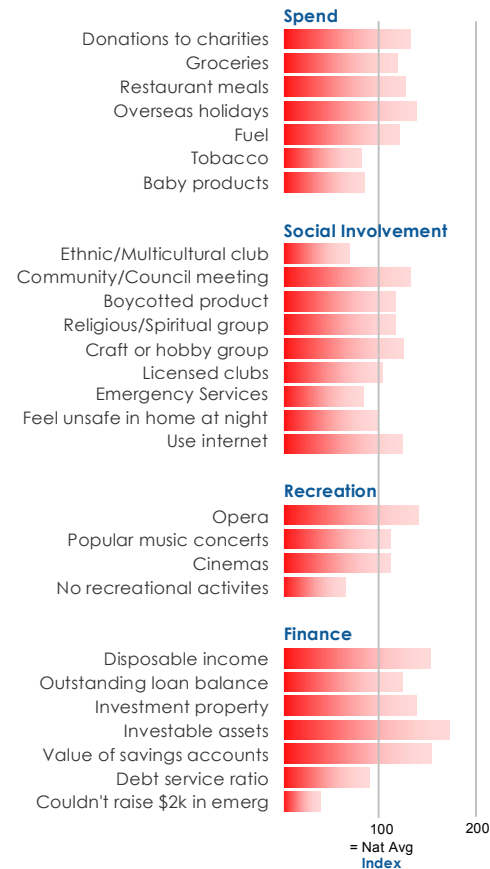 Spend
Donations to charities
Groceries
Restaurant meals
Overseas holidays
Fuel
Tobacco
Baby products
Social Involvement
Ethnic/Multicultural club
Community/Council meeting
Boycotted product
Religious/Spiritual group
Craft or hobby group
Licensed clubs
Emergency Services
Feel unsafe in home at night
Use internet
Recreation
Opera
Popular music concerts
Cinemas
No recreational activites
Finance
Disposable income
Outstanding loan balance
Investment property
Investable assets
Value of savings accounts
Debt service ratio
Couldn't raise $2k in emerg
100 200
= Nat Avg
Index